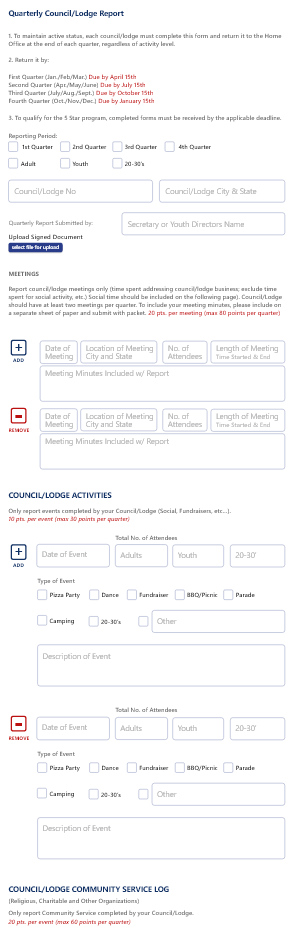 Quarterly Council/Lodge Report
1. To maintain active status, each council/lodge must complete this form and return it to the Home
Office at the end of each quarter, regardless of activity level.
2. Return it by:
First Quarter (Jan./Feb./Mar.) Due by April 15th
Second Quarter (Apr./May/June) Due by July 15th
Third Quarter (July/Aug./Sept.) Due by October 15th
Fourth Quarter (Oct./Nov./Dec.) Due by January 15th
3. To qualify for the 5 Star program, completed forms must be received by the applicable deadline.
Reporting Period:
1st Quarter 2nd Quarter 3rd Quarter 4th Quarter
Adult Youth 20-30's
Council/Lodge No Council/Lodge City & State
Quarterly Report Submitted by: Secretary or Youth Directors Name
Upload Signed Document
select file for upload
MEETINGS
Report council/lodge meetings only (time spent addressing council/lodge business; exclude time
spent for social activity, etc.) Social time should be included on the following page). Council/Lodge
should have at least two meetings per quarter. To include your meeting minutes, please include on
a separate sheet of paper and submit with packet. 20 pts. per meeting (max 80 points per quarter)
ADD
Date of Meeting Location of Meeting City and State No. of Attendees Length of Meeting Time Started & End
Meeting Minutes Included w/ Report
REMOVE
Date of Meeting Location of Meeting City and State No. of Attendees Length of Meeting Time Started & End
Meeting Minutes Included w/ Report
COUNCIL/LODGE ACTIVITIES
Only report events completed by your Council/Lodge (Social, Fundraisers, etc...).
10 pts. per event (max 30 points per quarter)
Total No. of Attendees
ADD
Date of Event Adults Youth 20-30'
Type of Event
Pizza Party Dance Fundraiser BBQ/Picnic Parade
Camping 20-30's Other
Description of Event
Total No. of Attendees
REMOVE
Date of Event Adults Youth 20-30'
Type of Event
Pizza Party Dance Fundraiser BBQ/Picnic Parade
Camping 20-30's Other
Description of Event
COUNCIL/LODGE COMMUNITY SERVICE LOG
(Religious, Charitable and Other Organizations)
Only report Community Service completed by your Council/Lodge.
20 pts. per event (max 60 points per quarter)